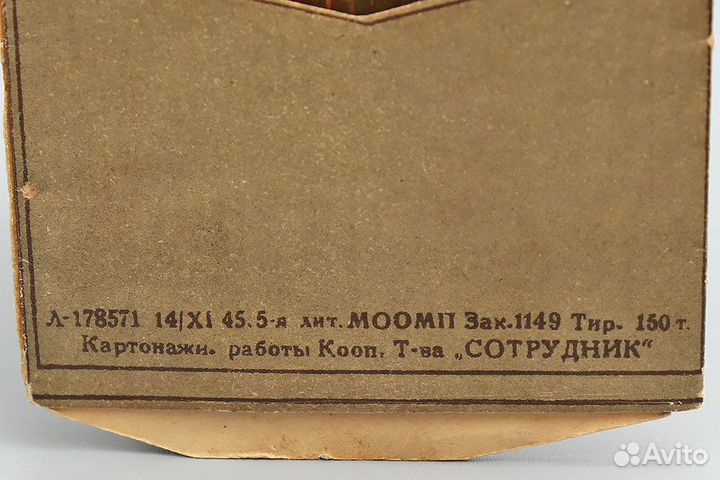 Л-178571 14/XI 45. 5-я лит. МООМП Зак.1149 Тир. 150 т.
Картонажн. работы Кооп. Т-ва „СОТРУДНИК“
Avito